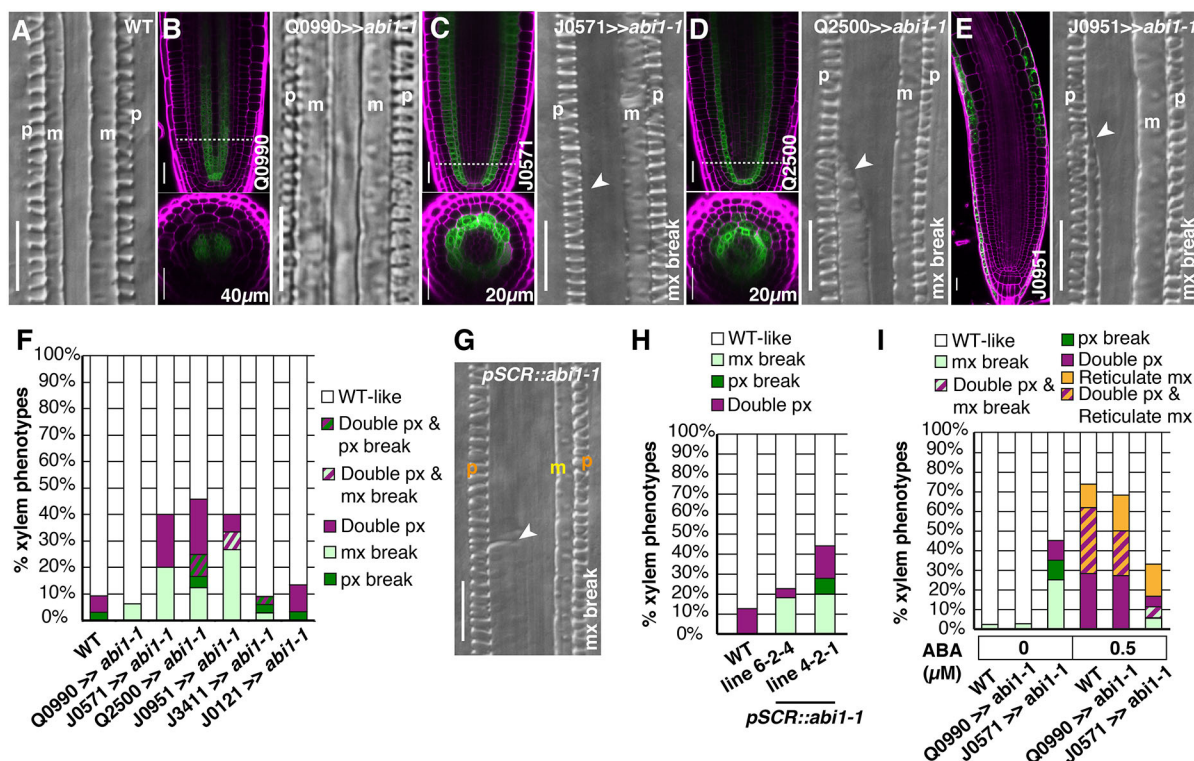 A
WT
p
m
m
p
B
Q0990
40µm
Q0990>>abi1-1
p
m
m
p
C
J0571
20µm
J0571>>abi1-1
p
m
p
mx break
D
Q2500
20µm
Q2500>>abi1-1
p
m
p
mx break
E
J0951
J0951>>abi1-1
p
m
p
mx break
F
% xylem phenotypes
100%
90%
80%
70%
60%
50%
40%
30%
20%
10%
0%
WT
Q0990 >> abi1-1
J0571 >> abi1-1
Q2500 >> abi1-1
J0951 >> abi1-1
J3411 >> abi1-1
J0121 >> abi1-1
WT-like
Double px &
px break
Double px &
mx break
Double px
mx break
px break
G
pSCR::abi1-1
p
m
p
mx break
H
WT-like
mx break
px break
Double px
% xylem phenotypes
100%
90%
80%
70%
60%
50%
40%
30%
20%
10%
0%
WT
line 6-2-4
line 4-2-1
pSCR::abi1-1
I
WT-like
mx break
Double px &
mx break
px break
Double px
Reticulate mx
Double px &
Reticulate mx
% xylem phenotypes
100%
90%
80%
70%
60%
50%
40%
30%
20%
10%
0%
ABA
(µM)
0
0.5
WT
Q0990 >> abi1-1
J0571 >> abi1-1
WT
Q0990 >> abi1-1
J0571 >> abi1-1